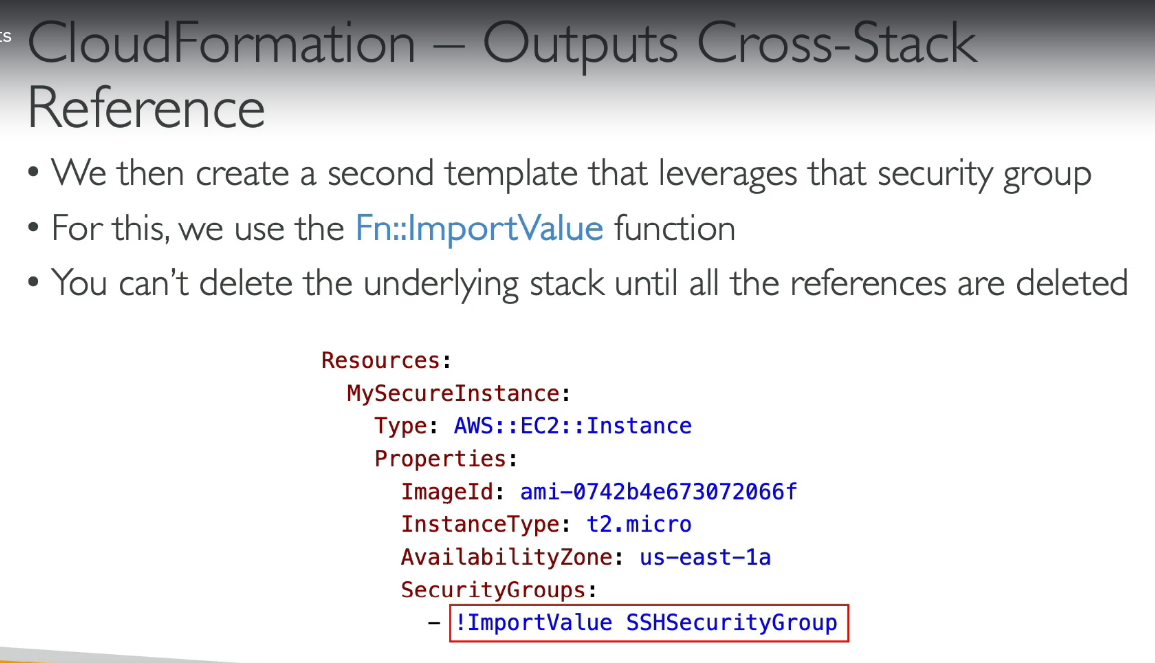 ts
CloudFormation – Outputs Cross-Stack
Reference
• We then create a second template that leverages that security group
• For this, we use the Fn::ImportValue function
• You can’t delete the underlying stack until all the references are deleted
Resources:
MySecureInstance:
Type: AWS::EC2::Instance
Properties:
ImageId: ami-0742b4e673072066f
InstanceType: t2.micro
AvailabilityZone: us-east-1a
SecurityGroups:
- !ImportValue SSHSecurityGroup